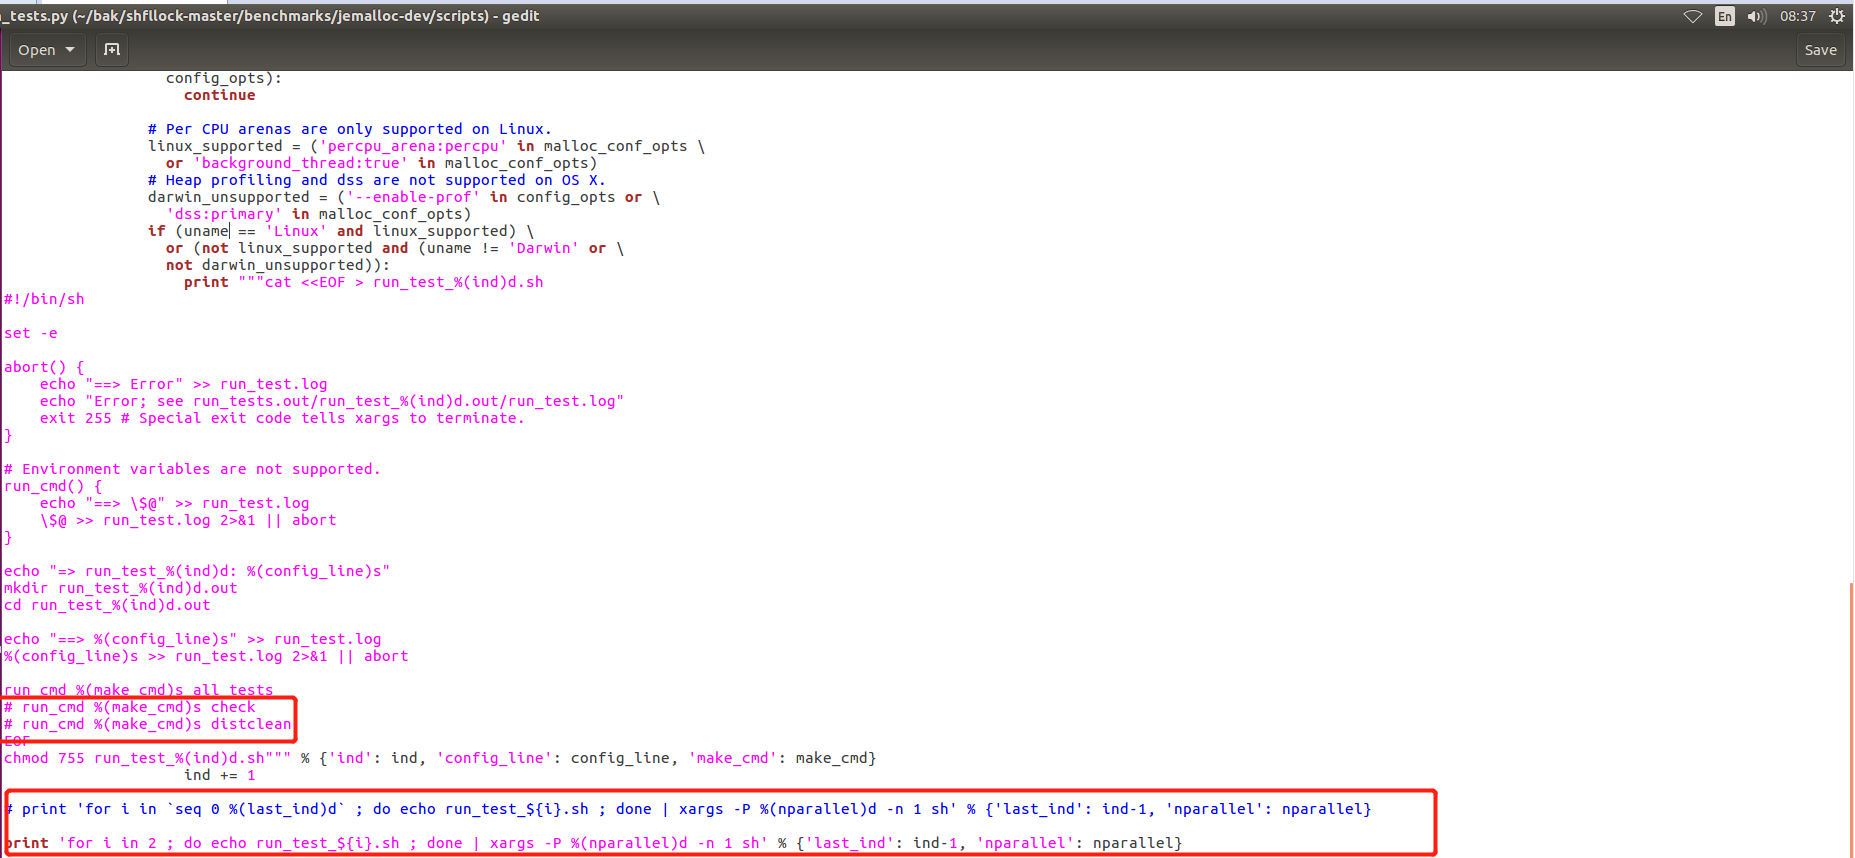 _tests.py (~/bak/shfllock-master/benchmarks/jemalloc-dev/scripts) - gedit
En 08:37
Open Save
config_opts):
continue
# Per CPU arenas are only supported on Linux.
linux_supported = ('percpu_arena:percpu' in malloc_conf_opts \
or 'background_thread:true' in malloc_conf_opts)
# Heap profiling and dss are not supported on OS X.
darwin_unsupported = ('--enable-prof' in config_opts or \
'dss:primary' in malloc_conf_opts)
if (uname == 'Linux' and linux_supported) \
or (not linux_supported and (uname != 'Darwin' or \
not darwin_unsupported)):
print """cat <<EOF > run_test_%(ind)d.sh
#!/bin/sh
set -e
abort() {
echo "==> Error" >> run_test.log
echo "Error; see run_tests.out/run_test_%(ind)d.out/run_test.log"
exit 255 # Special exit code tells xargs to terminate.
}
# Environment variables are not supported.
run_cmd() {
echo "==> \$@" >> run_test.log
\$@ >> run_test.log 2>&1 || abort
}
echo "=> run_test_%(ind)d: %(config_line)s"
mkdir run_test_%(ind)d.out
cd run_test_%(ind)d.out
echo "==> %(config_line)s" >> run_test.log
%(config_line)s >> run_test.log 2>&1 || abort
run_cmd %(make_cmd)s all tests
# run_cmd %(make_cmd)s check
# run_cmd %(make_cmd)s distclean
EOF
chmod 755 run_test_%(ind)d.sh""" % {'ind': ind, 'config_line': config_line, 'make_cmd': make_cmd}
ind += 1
# print 'for i in `seq 0 %(last_ind)d` ; do echo run_test_${i}.sh ; done | xargs -P %(nparallel)d -n 1 sh' % {'last_ind': ind-1, 'nparallel': nparallel}
print 'for i in 2 ; do echo run_test_${i}.sh ; done | xargs -P %(nparallel)d -n 1 sh' % {'last_ind': ind-1, 'nparallel': nparallel}